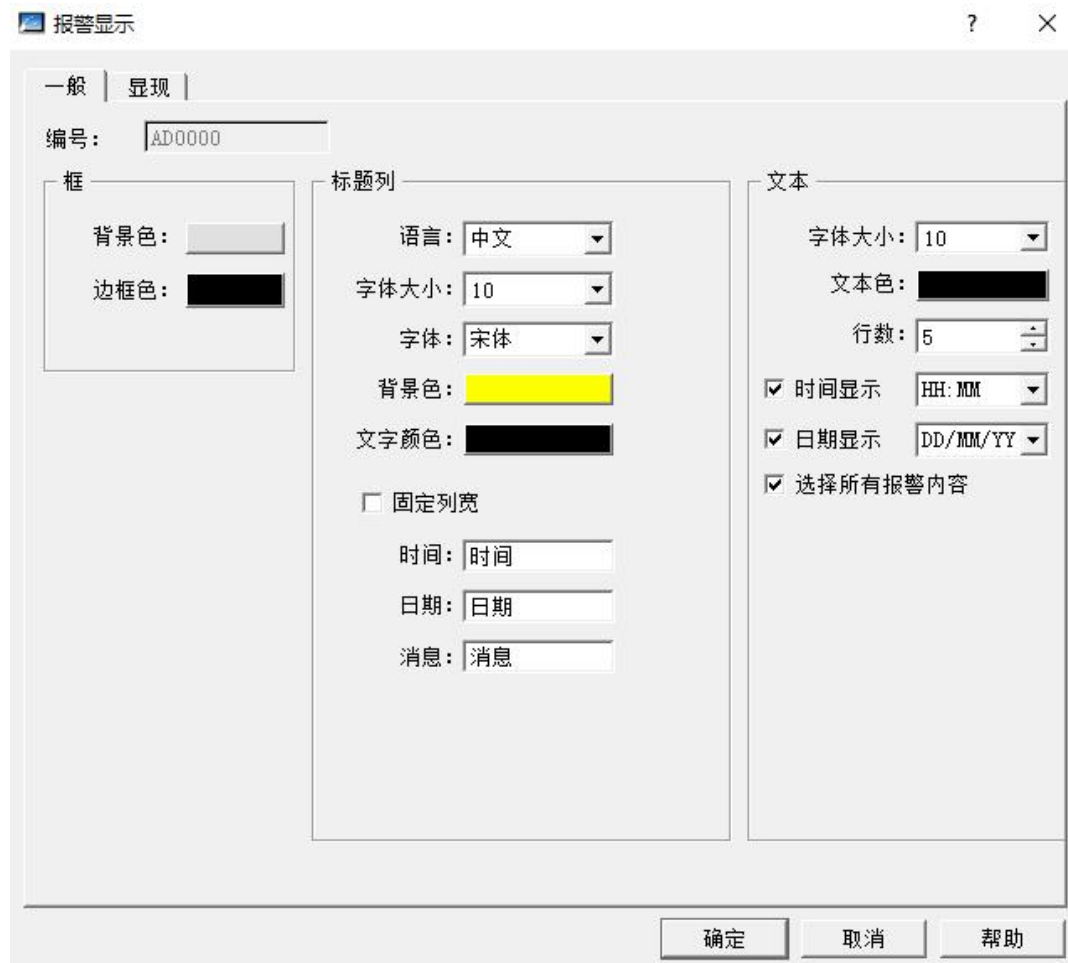 报警显示
?
一般 显现
编号： AD0000
框
背景色：
边框色：
标题列
语言： 中文
字体大小： 10
字体： 宋体
背景色：
文字颜色：
固定列宽
时间： 时间
日期： 日期
消息： 消息
文本
字体大小： 10
文本色：
行数： 5
时间显示 HH:MM
日期显示 DD/MM/YY
选择所有报警内容
确定 取消 帮助